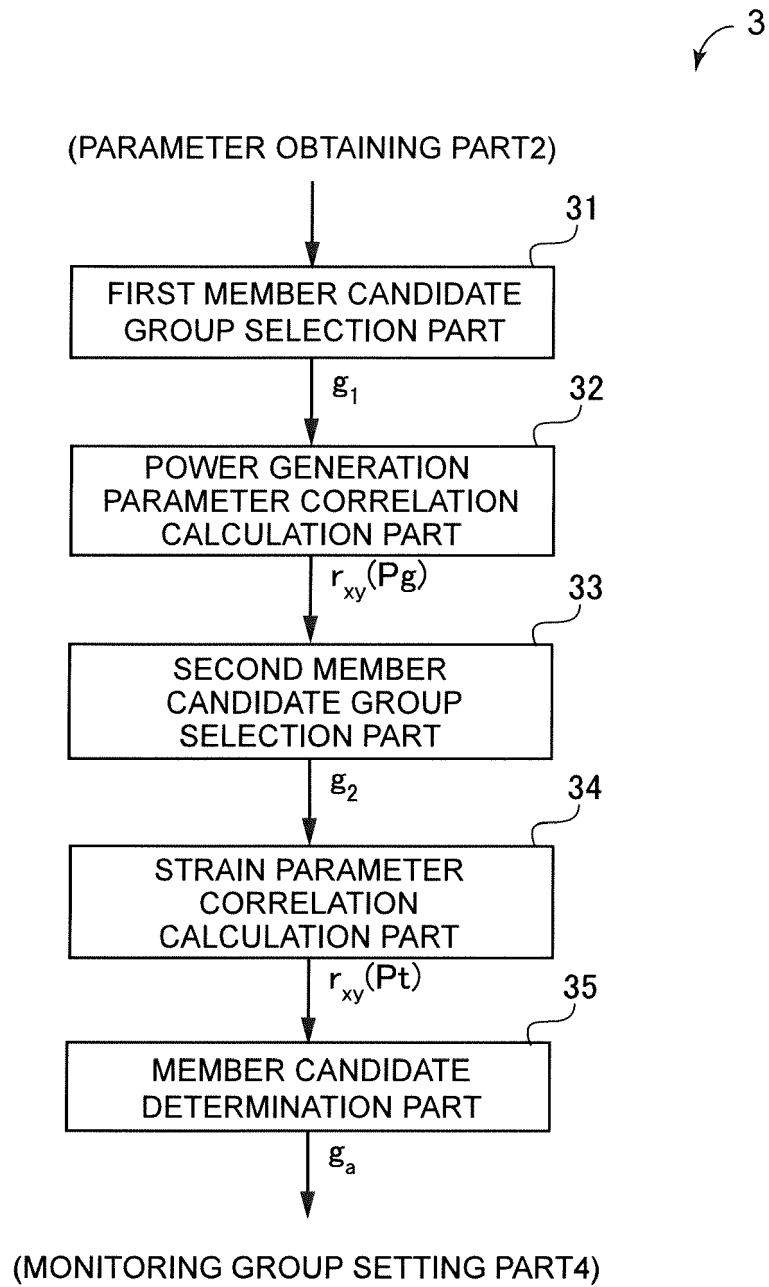 3
(PARAMETER OBTAINING PART2)
31
FIRST MEMBER CANDIDATE
GROUP SELECTION PART
g1
32
POWER GENERATION
PARAMETER CORRELATION
CALCULATION PART
rxy(Pg)
33
SECOND MEMBER
CANDIDATE GROUP
SELECTION PART
g2
34
STRAIN PARAMETER
CORRELATION
CALCULATION PART
rxy(Pt)
35
MEMBER CANDIDATE
DETERMINATION PART
ga
(MONITORING GROUP SETTING PART4)